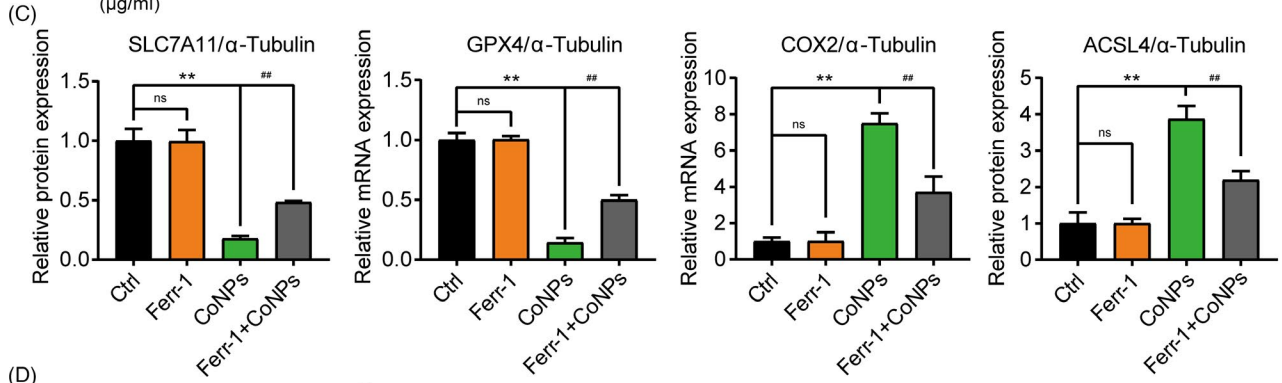 (µg/ml)
(C)
SLC7A11/α-Tubulin
Relative protein expression
1.5
1.0
0.5
0.0
**
##
ns
Ctrl
Ferr-1
CoNPs
Ferr-1+CoNPs
GPX4/α-Tubulin
Relative mRNA expression
1.5
1.0
0.5
0.0
**
##
ns
Ctrl
Ferr-1
CoNPs
Ferr-1+CoNPs
COX2/α-Tubulin
Relative mRNA expression
10
8
6
4
2
0
**
##
ns
Ctrl
Ferr-1
CoNPs
Ferr-1+CoNPs
ACSL4/α-Tubulin
Relative protein expression
5
4
3
2
1
0
**
##
ns
Ctrl
Ferr-1
CoNPs
Ferr-1+CoNPs
(D)